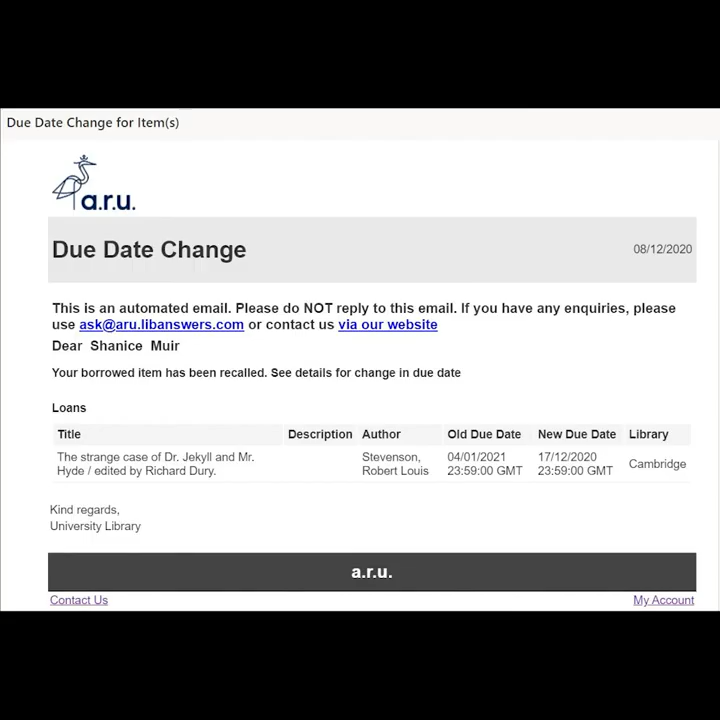 Due Date Change for Item(s)
a.r.u.
Due Date Change
08/12/2020
This is an automated email. Please do NOT reply to this email. If you have any enquiries, please
use ask@aru.libanswers.com or contact us via our website
Dear Shanice Muir
Your borrowed item has been recalled. See details for change in due date
Loans
Title Description Author Old Due Date New Due Date Library
The strange case of Dr. Jekyll and Mr. Stevenson, 04/01/2021 17/12/2020 Cambridge
Hyde / edited by Richard Dury. Robert Louis 23:59:00 GMT 23:59:00 GMT
Kind regards,
University Library
a.r.u.
Contact Us My Account